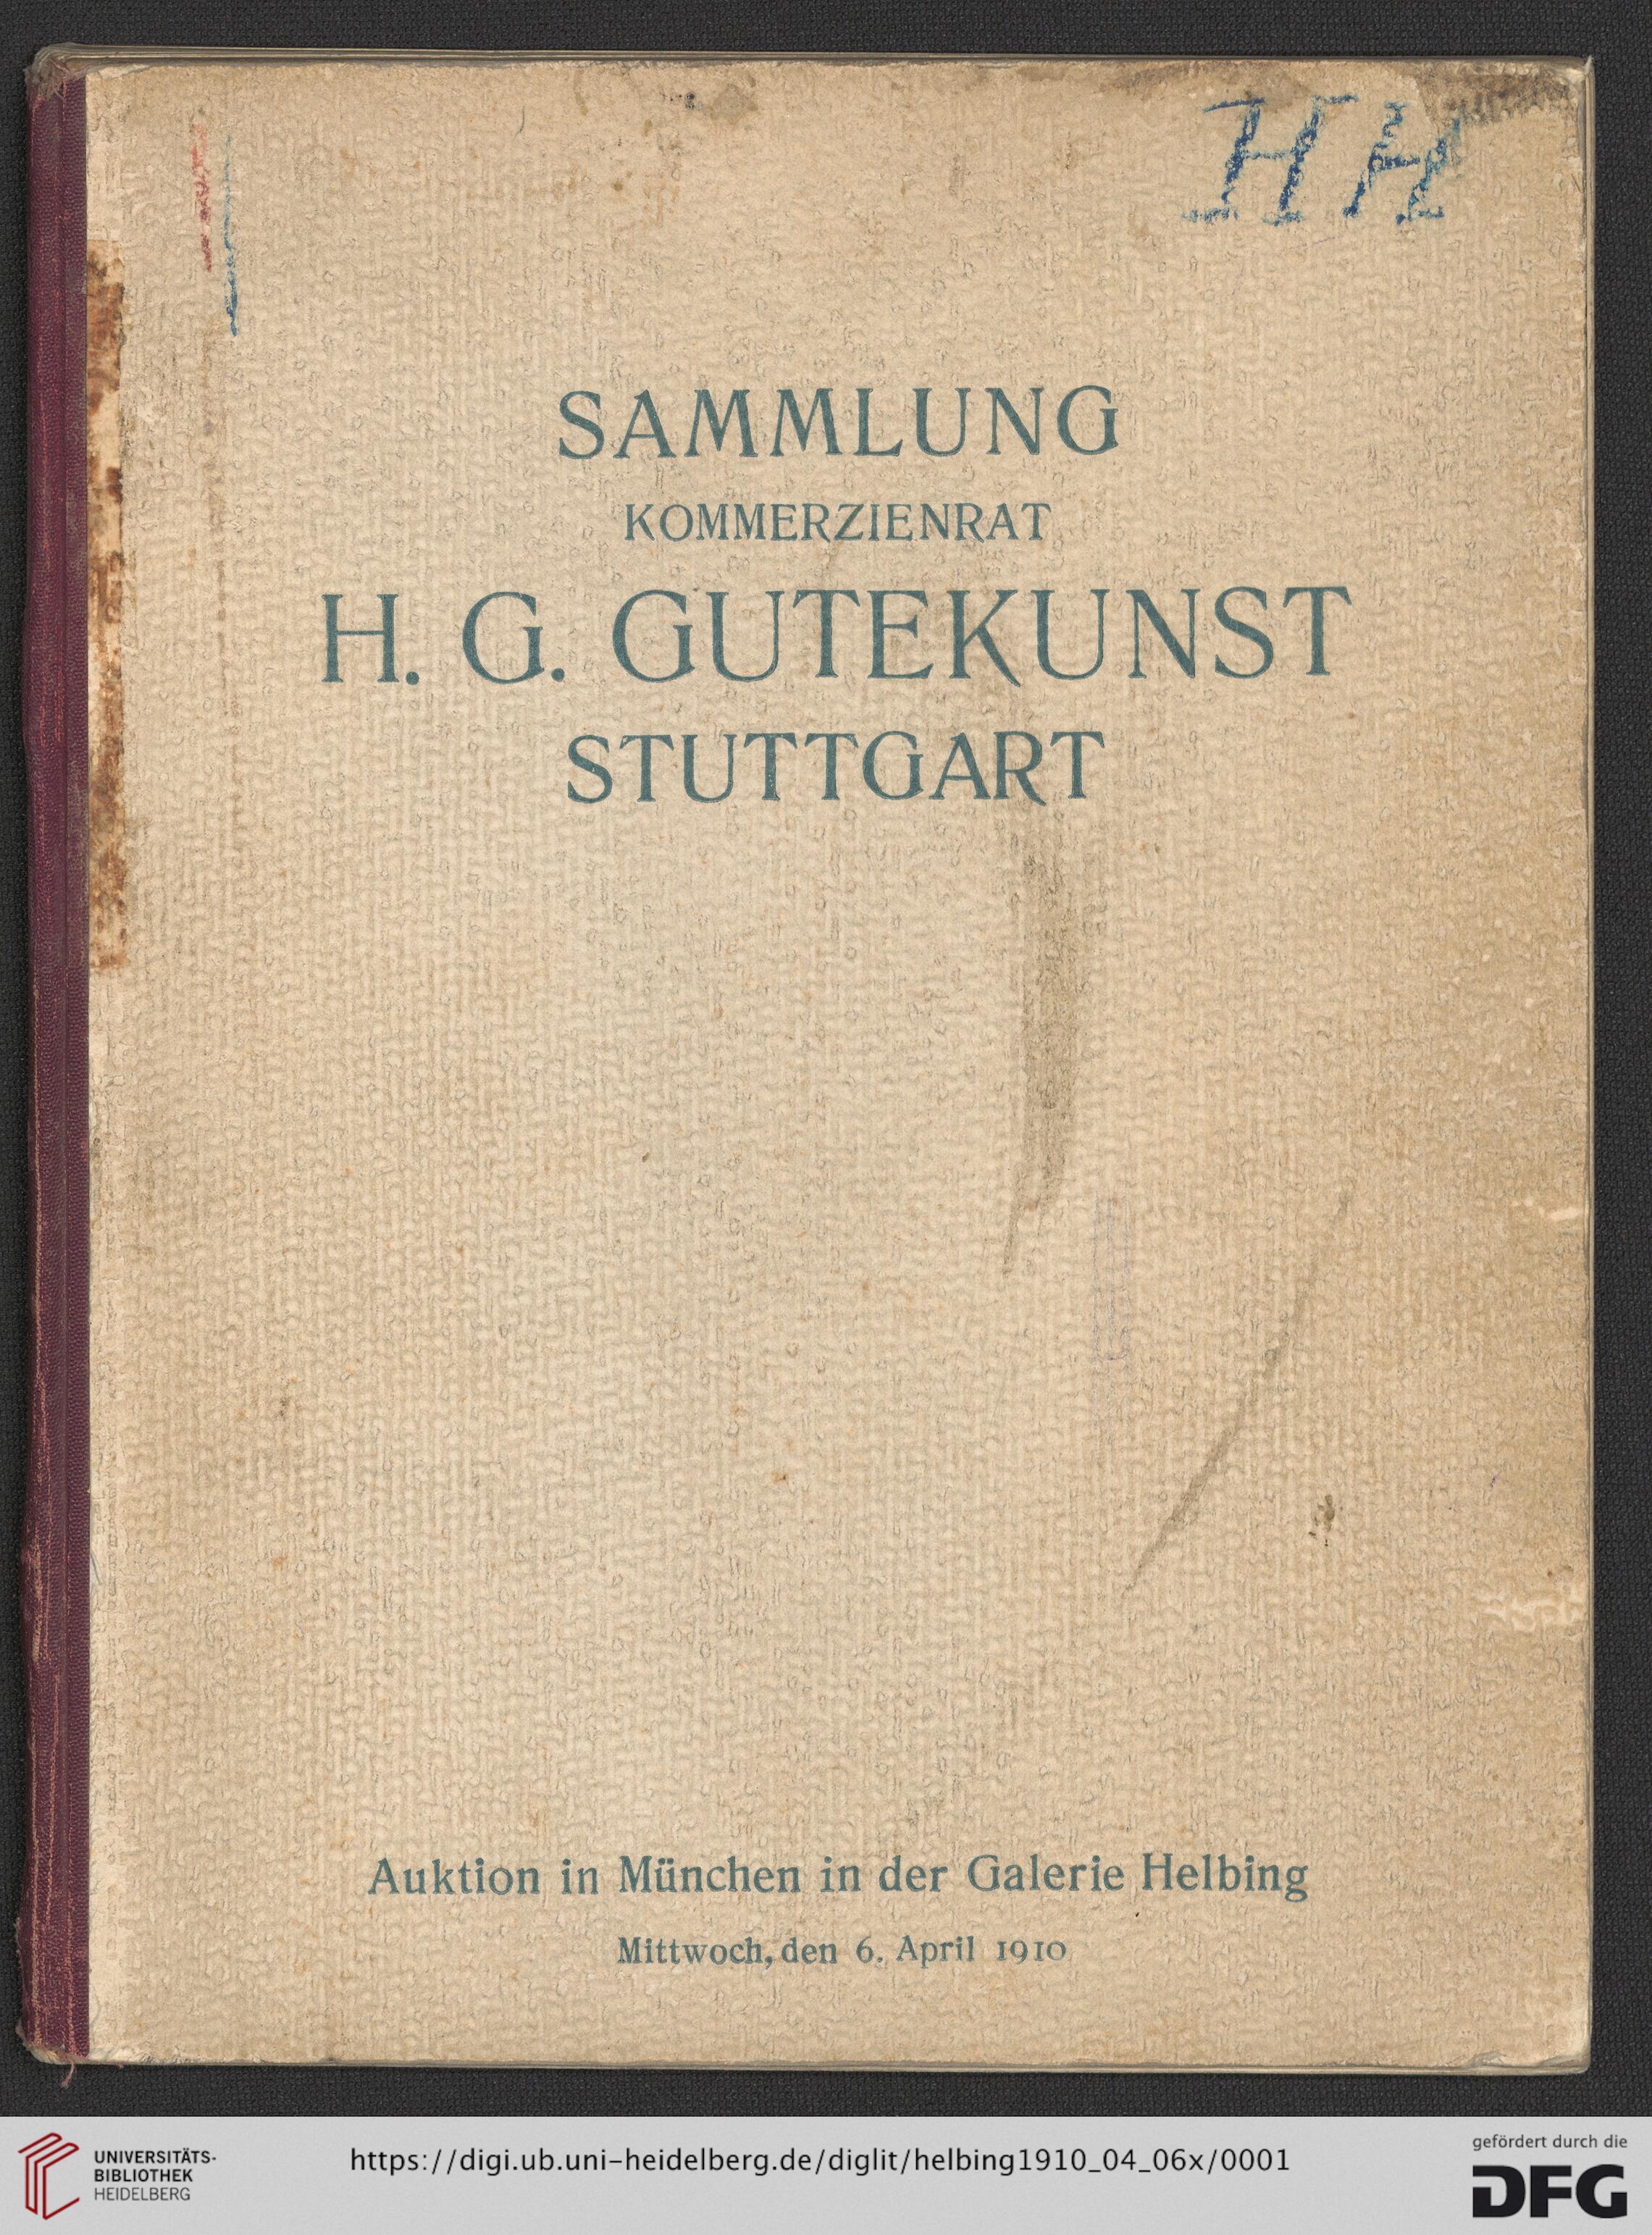 HH
SAMMLUNG
KOMMERZIENRAT
H. G. GUTEKUNST
STUTTGART
Auktion in München in der Galerie Helbing
Mittwoch, den 6. April 1910
UNIVERSITÄTS-
BIBLIOTHEK
HEIDELBERG
https://digi.ub.uni-heidelberg.de/diglit/helbing1910_04_06x/0001
gefördert durch die
DFG